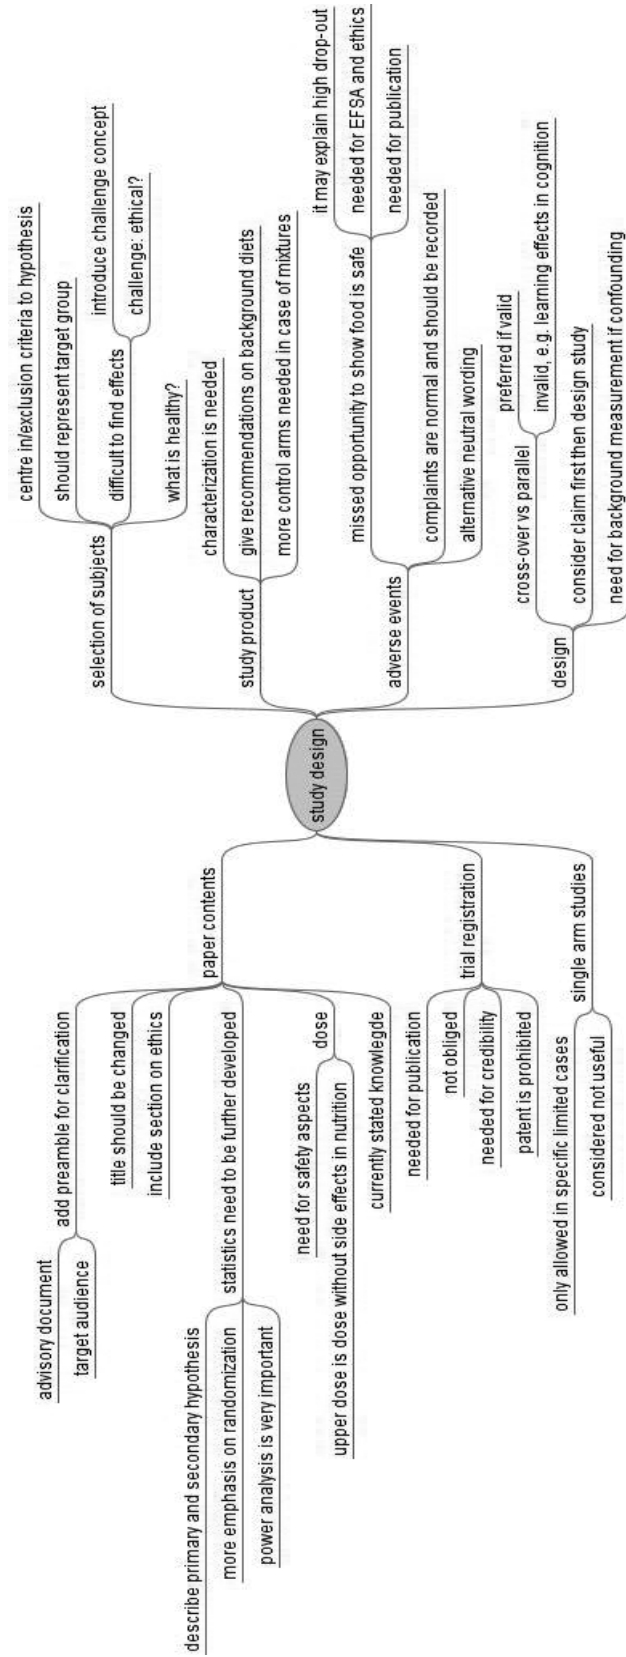 study design
selection of subjects
centre in/exclusion criteria to hypothesis
should represent target group
difficult to find effects
introduce challenge concept
challenge: ethical?
what is healthy?
study product
characterization is needed
give recommendations on background diets
more control arms needed in case of mixtures
adverse events
missed opportunity to show food is safe
it may explain high drop-out
needed for EFSA and ethics
needed for publication
complaints are normal and should be recorded
alternative neutral wording
design
cross-over vs parallel
preferred if valid
invalid, e.g. learning effects in cognition
consider claim first then design study
need for background measurement if confounding
paper contents
add preamble for clarification
advisory document
target audience
title should be changed
include section on ethics
statistics need to be further developed
describe primary and secondary hypothesis
more emphasis on randomization
power analysis is very important
dose
need for safety aspects
upper dose is dose without side effects in nutrition
currently stated knowlegde
trial registration
needed for publication
not obliged
needed for credibility
patent is prohibited
single arm studies
only allowed in specific limited cases
considered not useful